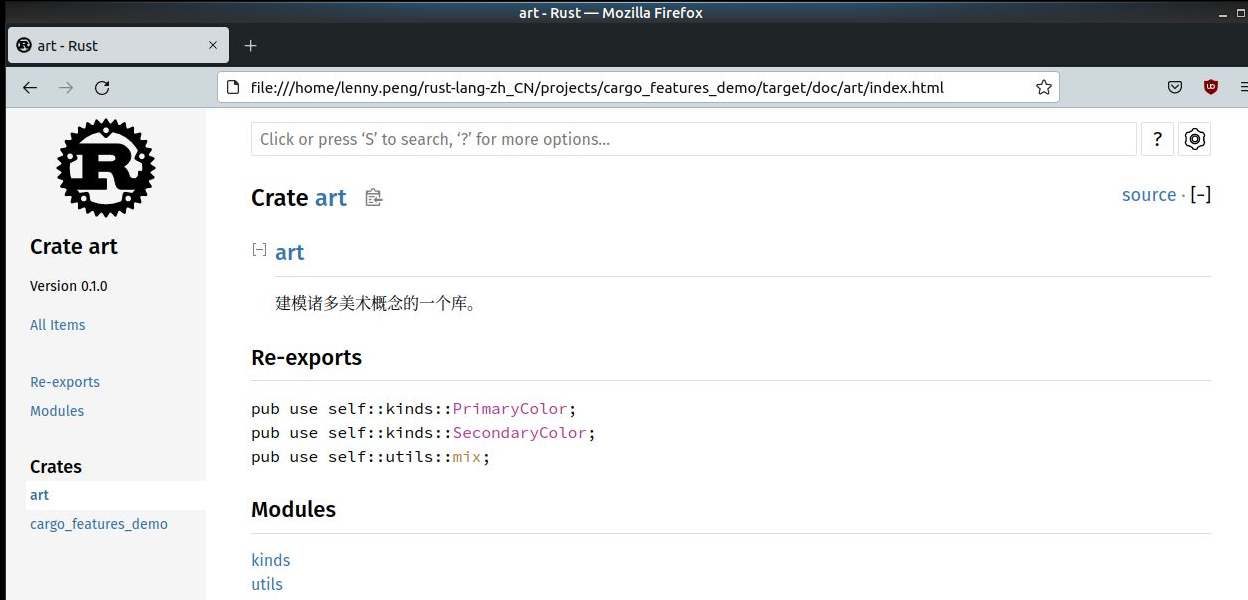 art - Rust — Mozilla Firefox
art - Rust
file:///home/lenny.peng/rust-lang-zh_CN/projects/cargo_features_demo/target/doc/art/index.html
R
Click or press ‘S’ to search, ‘?’ for more options...
?
Crate art
source · [-]
Crate art
Version 0.1.0
All Items
Re-exports
Modules
Crates
art
cargo_features_demo
[-] art
建模诸多美术概念的一个库。
Re-exports
pub use self::kinds::PrimaryColor;
pub use self::kinds::SecondaryColor;
pub use self::utils::mix;
Modules
kinds
utils